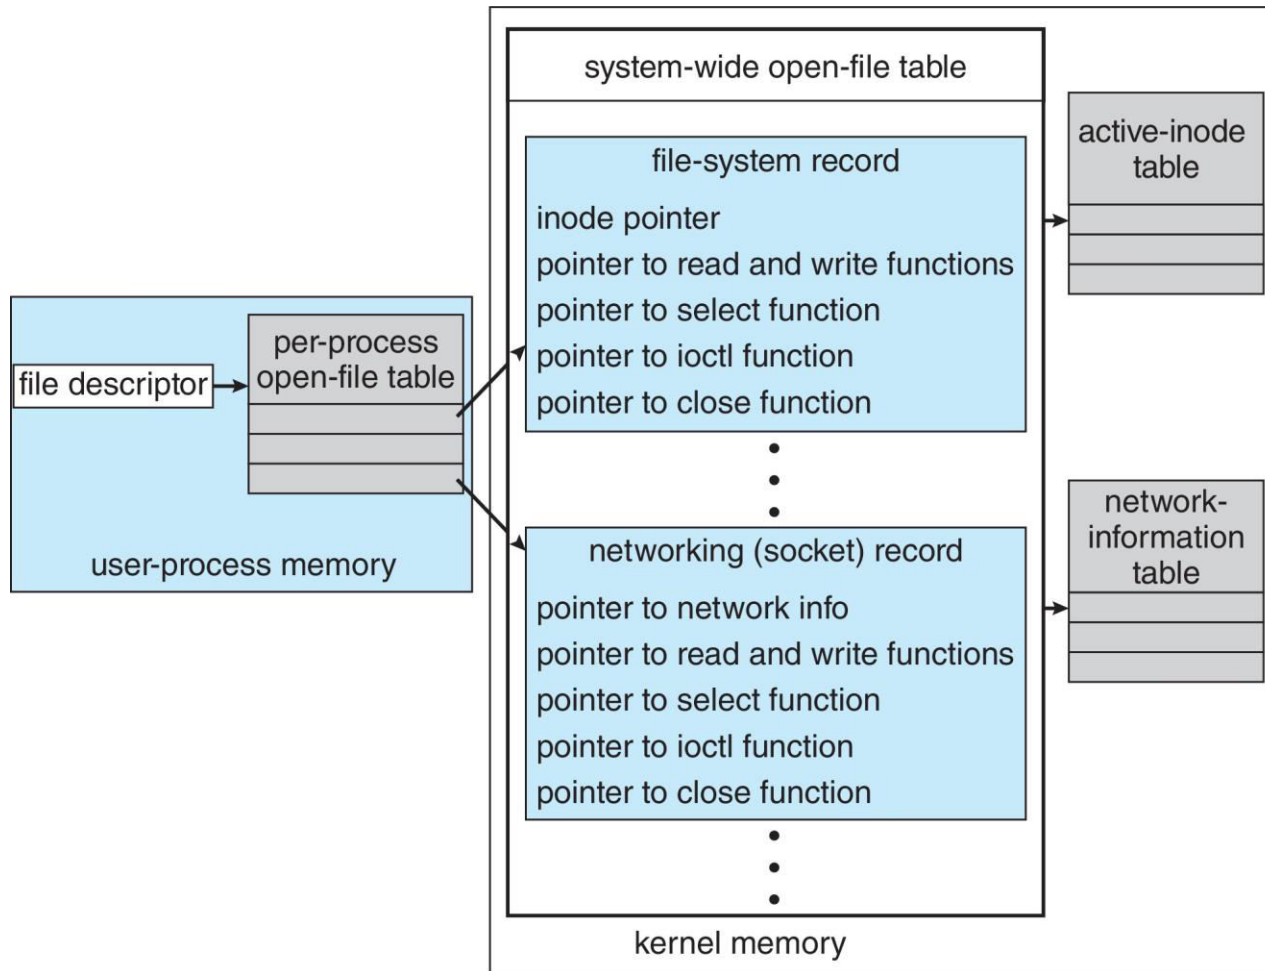 system-wide open-file table
file-system record
inode pointer
pointer to read and write functions
pointer to select function
pointer to ioctl function
pointer to close function
active-inode
table
file descriptor
per-process
open-file table
user-process memory
networking (socket) record
pointer to network info
pointer to read and write functions
pointer to select function
pointer to ioctl function
pointer to close function
network-
information
table
kernel memory